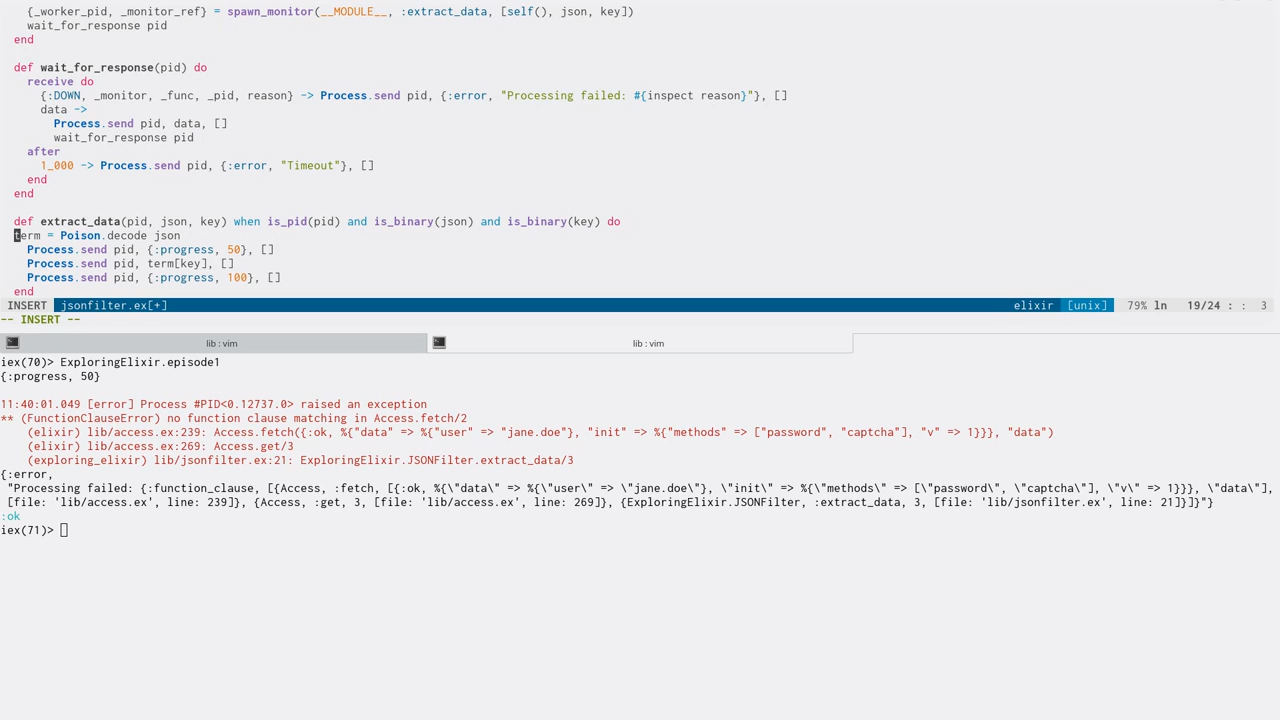 {_worker_pid, _monitor_ref} = spawn_monitor(__MODULE__, :extract_data, [self(), json, key])
wait_for_response pid
end
def wait_for_response(pid) do
receive do
{:DOWN, _monitor, _func, _pid, reason} -> Process.send pid, {:error, "Processing failed: #{inspect reason}"}, []
data ->
Process.send pid, data, []
wait_for_response pid
after
1_000 -> Process.send pid, {:error, "Timeout"}, []
end
end
def extract_data(pid, json, key) when is_pid(pid) and is_binary(json) and is_binary(key) do
term = Poison.decode json
Process.send pid, {:progress, 50}, []
Process.send pid, term[key], []
Process.send pid, {:progress, 100}, []
end
INSERT jsonfilter.ex[+] elixir [unix] 79% ln 19/24 : : 3
-- INSERT --
lib : vim lib : vim
iex(70)> ExploringElixir.episode1
{:progress, 50}
11:40:01.049 [error] Process #PID<0.12737.0> raised an exception
** (FunctionClauseError) no function clause matching in Access.fetch/2
(elixir) lib/access.ex:239: Access.fetch({:ok, %{"data" => %{"user" => "jane.doe"}, "init" => %{"methods" => ["password", "captcha"], "v" => 1}}}, "data")
(elixir) lib/access.ex:269: Access.get/3
(exploring_elixir) lib/jsonfilter.ex:21: ExploringElixir.JSONFilter.extract_data/3
{:error,
"Processing failed: {:function_clause, [{Access, :fetch, [{:ok, %{\"data\" => %{\"user\" => \"jane.doe\"}, \"init\" => %{\"methods\" => [\"password\", \"captcha\"], \"v\" => 1}}}, \"data\"],
[file: 'lib/access.ex', line: 239]}, {Access, :get, 3, [file: 'lib/access.ex', line: 269]}, {ExploringElixir.JSONFilter, :extract_data, 3, [file: 'lib/jsonfilter.ex', line: 21]}]}"}
:ok
iex(71)>